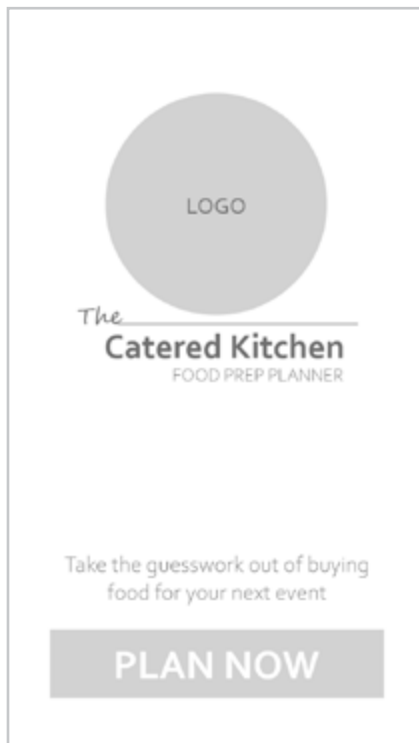 LOGO
The
Catered Kitchen
FOOD PREP PLANNER
Take the guesswork out of buying
food for your next event
PLAN NOW